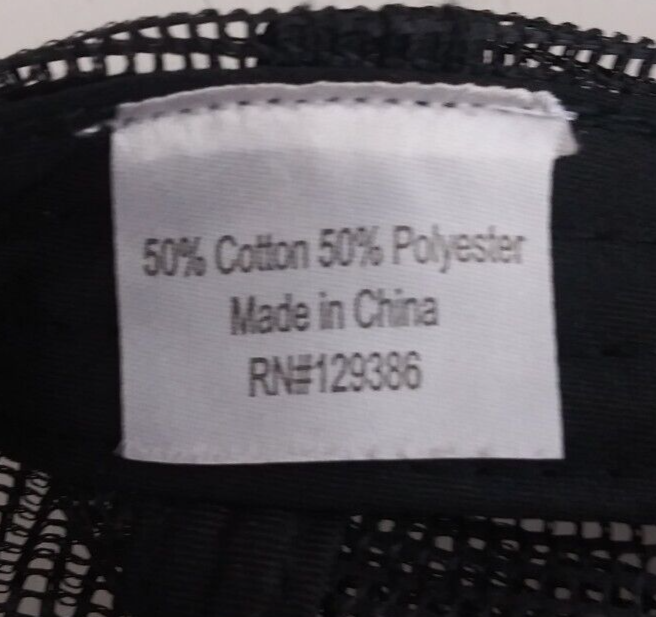 50% Cotton 50% Polyester
Made in China
RN#129386